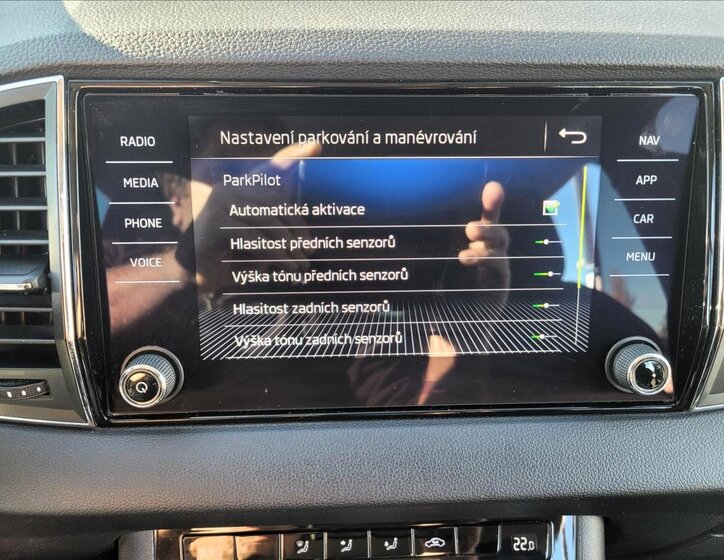 Nastavení parkování a manévrování
RADIO
MEDIA
PHONE
VOICE
NAV
APP
CAR
MENU
ParkPilot
Automatická aktivace
Hlasitost předních senzorů
Výška tónu předních senzorů
Hlasitost zadních senzorů
Výška tónu zadních senzorů
22.0